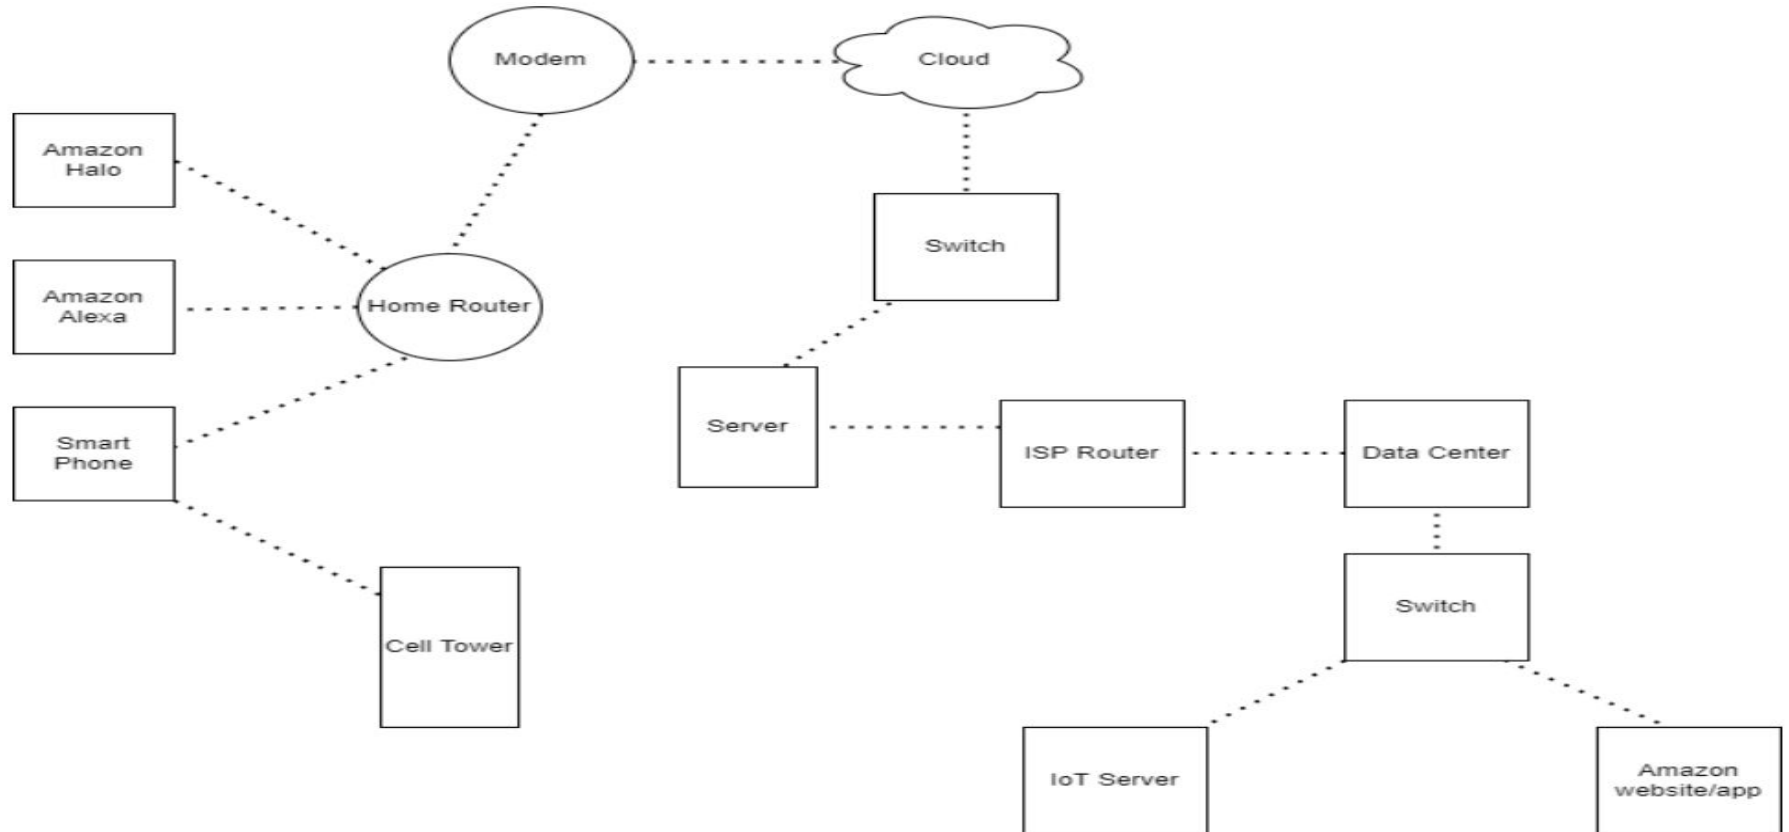 Modem
Cloud
Amazon
Halo
Switch
Amazon
Alexa
Home Router
Smart
Phone
Server
ISP Router
Data Center
Switch
Cell Tower
IoT Server
Amazon
website/app